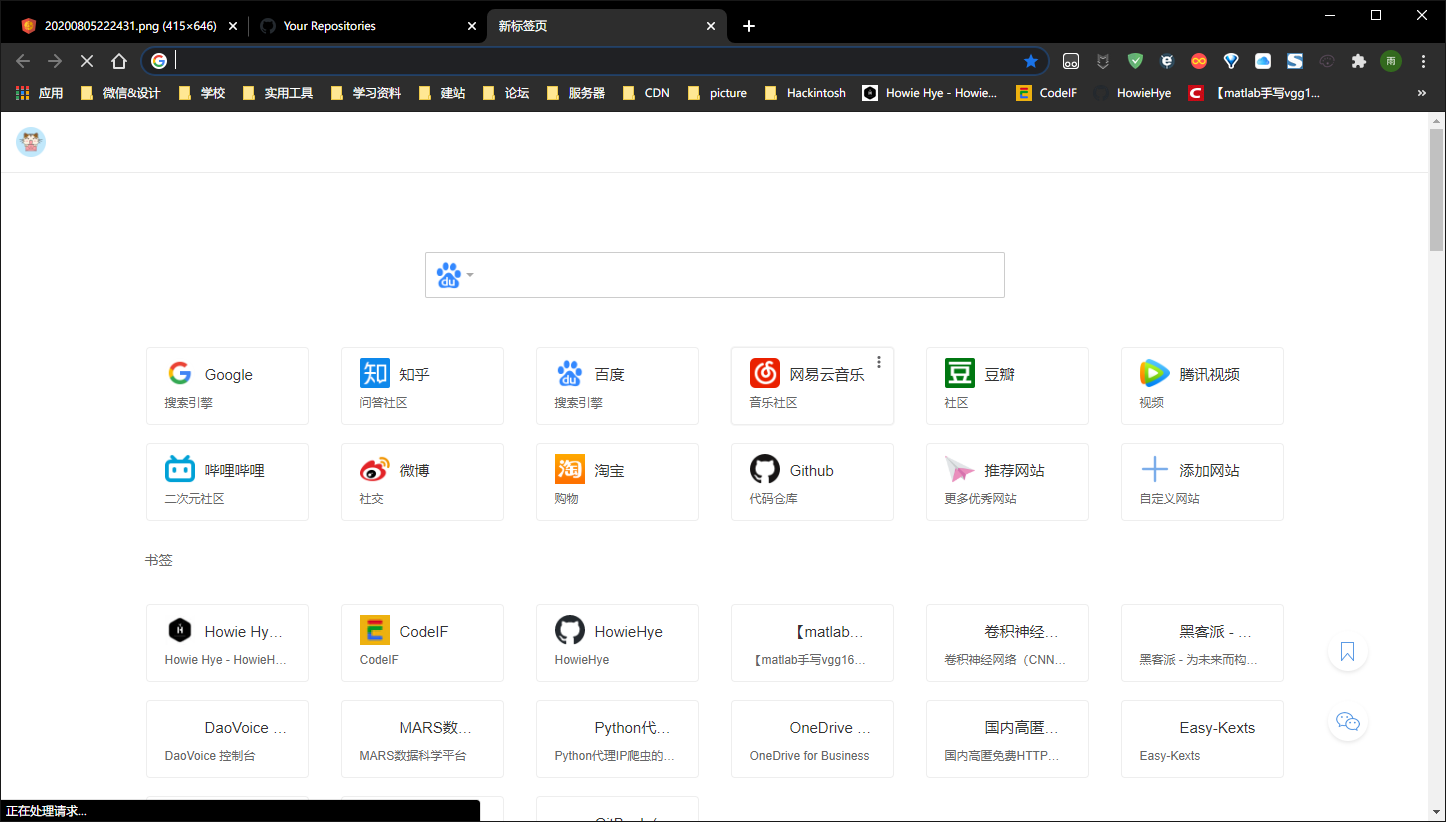 20200805222431.png (415×646)
Your Repositories
新标签页
应用 微信&设计 学校 实用工具 学习资料 建站 论坛 服务器 CDN picture Hackintosh Howie Hye - Howie... CodeIF HowieHye 【matlab手写vgg1... »
雨
du
Google 知乎 百度 网易云音乐 豆瓣 腾讯视频
搜索引擎 问答社区 搜索引擎 音乐社区 社区 视频
哔哩哔哩 微博 淘宝 Github 推荐网站 添加网站
二次元社区 社交 购物 代码仓库 更多优秀网站 自定义网站
书签
Howie Hy... CodeIF HowieHye 【matlab... 卷积神经... 黑客派 - ...
Howie Hye - HowieH... CodeIF HowieHye 【matlab手写vgg16... 卷积神经网络（CNN... 黑客派 - 为未来而构...
DaoVoice ... MARS数... Python代... OneDrive ... 国内高匿... Easy-Kexts
DaoVoice 控制台 MARS数据科学平台 Python代理IP爬虫的... OneDrive for Business 国内高匿免费HTTP... Easy-Kexts
正在处理请求...